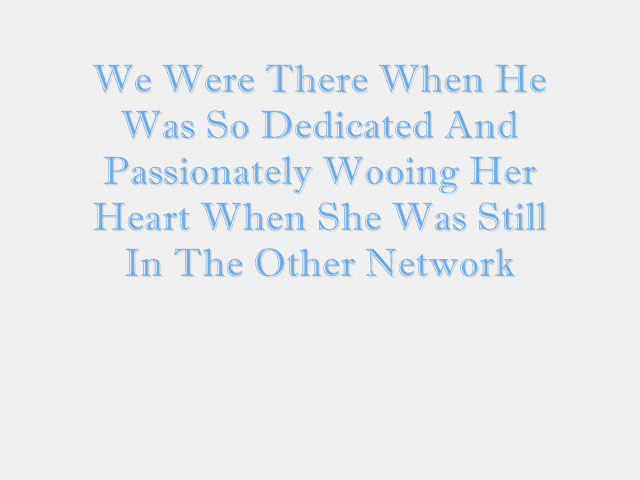 We Were There When He
Was So Dedicated And
Passionately Wooing Her
Heart When She Was Still
In The Other Network